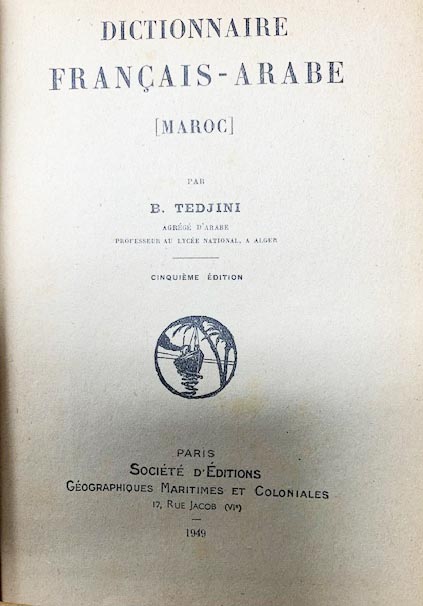 DICTIONNAIRE
FRANÇAIS-ARABE
[MAROC]
PAR
B. TEDJINI
AGRÉGÉ D'ARABE
PROFESSEUR AU LYCÉE NATIONAL, A ALGER
CINQUIÈME ÉDITION
PARIS
SOCIÉTÉ D'ÉDITIONS
GÉOGRAPHIQUES MARITIMES ET COLONIALES
17, RUE JACOB (VIe)
1949